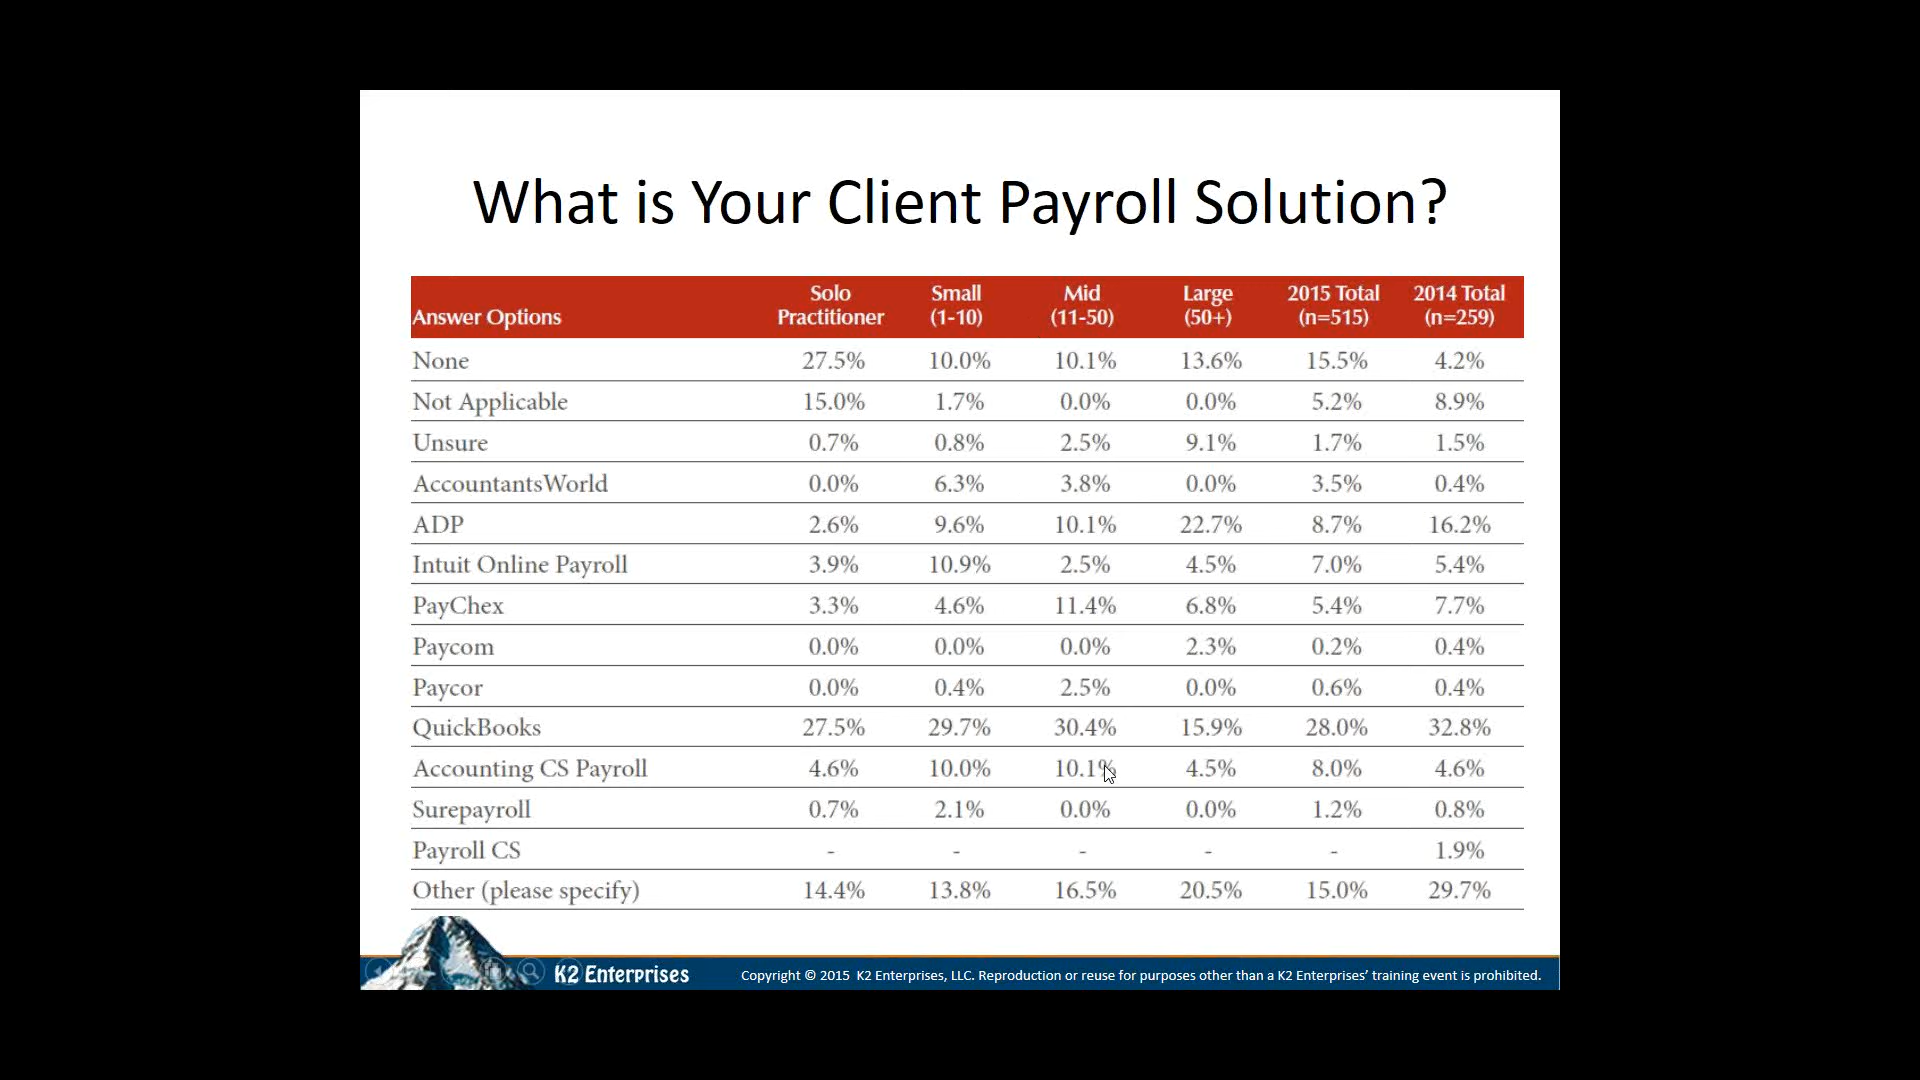 What is Your Client Payroll Solution?
Answer Options Solo Practitioner Small (1-10) Mid (11-50) Large (50+) 2015 Total (n=515) 2014 Total (n=259)
None 27.5% 10.0% 10.1% 13.6% 15.5% 4.2%
Not Applicable 15.0% 1.7% 0.0% 0.0% 5.2% 8.9%
Unsure 0.7% 0.8% 2.5% 9.1% 1.7% 1.5%
AccountantsWorld 0.0% 6.3% 3.8% 0.0% 3.5% 0.4%
ADP 2.6% 9.6% 10.1% 22.7% 8.7% 16.2%
Intuit Online Payroll 3.9% 10.9% 2.5% 4.5% 7.0% 5.4%
PayChex 3.3% 4.6% 11.4% 6.8% 5.4% 7.7%
Paycom 0.0% 0.0% 0.0% 2.3% 0.2% 0.4%
Paycor 0.0% 0.4% 2.5% 0.0% 0.6% 0.4%
QuickBooks 27.5% 29.7% 30.4% 15.9% 28.0% 32.8%
Accounting CS Payroll 4.6% 10.0% 10.1% 4.5% 8.0% 4.6%
Surepayroll 0.7% 2.1% 0.0% 0.0% 1.2% 0.8%
Payroll CS - - - - - 1.9%
Other (please specify) 14.4% 13.8% 16.5% 20.5% 15.0% 29.7%
K2 Enterprises
Copyright © 2015 K2 Enterprises, LLC. Reproduction or reuse for purposes other than a K2 Enterprises’ training event is prohibited.